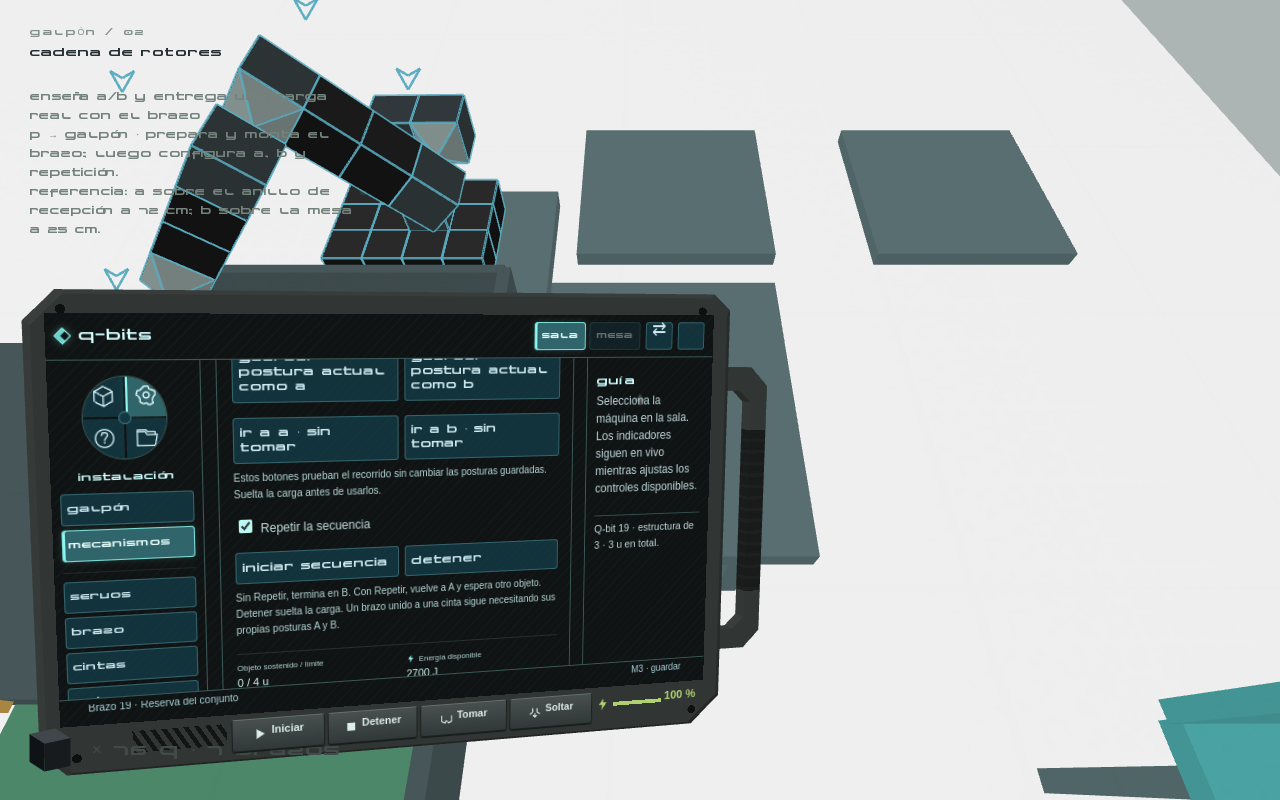 galpón / 02
cadena de rotores
enseña a/b y entrega carga
real con el brazo
p → galpón · prepara y monta el
brazo; luego configura a, b y
repetición.
referencia: a sobre el anillo de
recepción a 72 cm; b sobre la mesa
a 25 cm.
q-bits
sala
mesa
instalación
galpón
mecanismos
servos
brazo
cintas
postura actual
como a
postura actual
como b
ir a a · sin
tomar
ir a b · sin
tomar
Estos botones prueban el recorrido sin cambiar las posturas guardadas.
Suelta la carga antes de usarlos.
Repetir la secuencia
iniciar secuencia
detener
Sin Repetir, termina en B. Con Repetir, vuelve a A y espera otro objeto.
Detener suelta la carga. Un brazo unido a una cinta sigue necesitando sus
propias posturas A y B.
Objeto sostenido / límite
0 / 4 u
Energía disponible
2700 J
guía
Selecciona la
máquina en la sala.
Los indicadores
siguen en vivo
mientras ajustas los
controles disponibles.
Q-bit 19 · estructura de
3 · 3 u en total.
Brazo 19 · Reserva del conjunto
M3 · guardar
Iniciar
Detener
Tomar
Soltar
100 %
× 76 q · 7